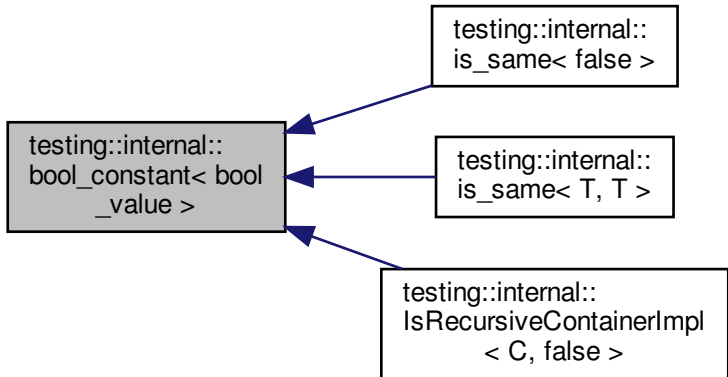 testing::internal::
is_same< false >
testing::internal::
bool_constant< bool
_value >
testing::internal::
is_same< T, T >
testing::internal::
IsRecursiveContainerImpl
< C, false >